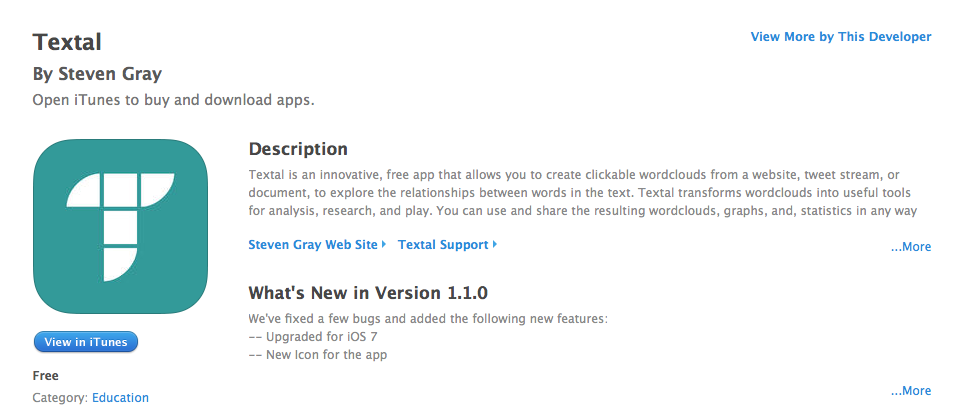 Textal
View More by This Developer
By Steven Gray
Open iTunes to buy and download apps.
Description
Textal is an innovative, free app that allows you to create clickable wordclouds from a website, tweet stream, or
document, to explore the relationships between words in the text. Textal transforms wordclouds into useful tools
for analysis, research, and play. You can use and share the resulting wordclouds, graphs, and, statistics in any way
Steven Gray Web Site Textal Support
...More
What's New in Version 1.1.0
We've fixed a few bugs and added the following new features:
-- Upgraded for iOS 7
-- New Icon for the app
...More
View in iTunes
Free
Category: Education